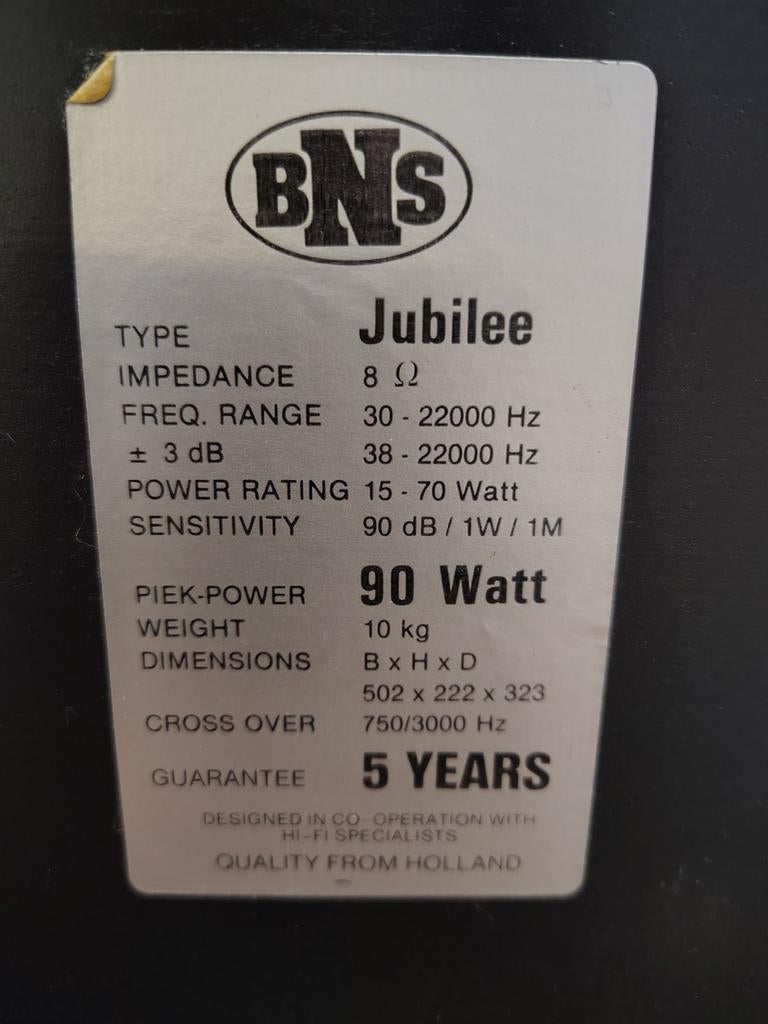 BNS
TYPE Jubilee
IMPEDANCE 8 Ω
FREQ. RANGE 30 - 22000 Hz
± 3 dB 38 - 22000 Hz
POWER RATING 15 - 70 Watt
SENSITIVITY 90 dB / 1W / 1M
PIEK-POWER 90 Watt
WEIGHT 10 kg
DIMENSIONS B x H x D
502 x 222 x 323
CROSS OVER 750/3000 Hz
GUARANTEE 5 YEARS
DESIGNED IN CO-OPERATION WITH
HI-FI SPECIALISTS
QUALITY FROM HOLLAND